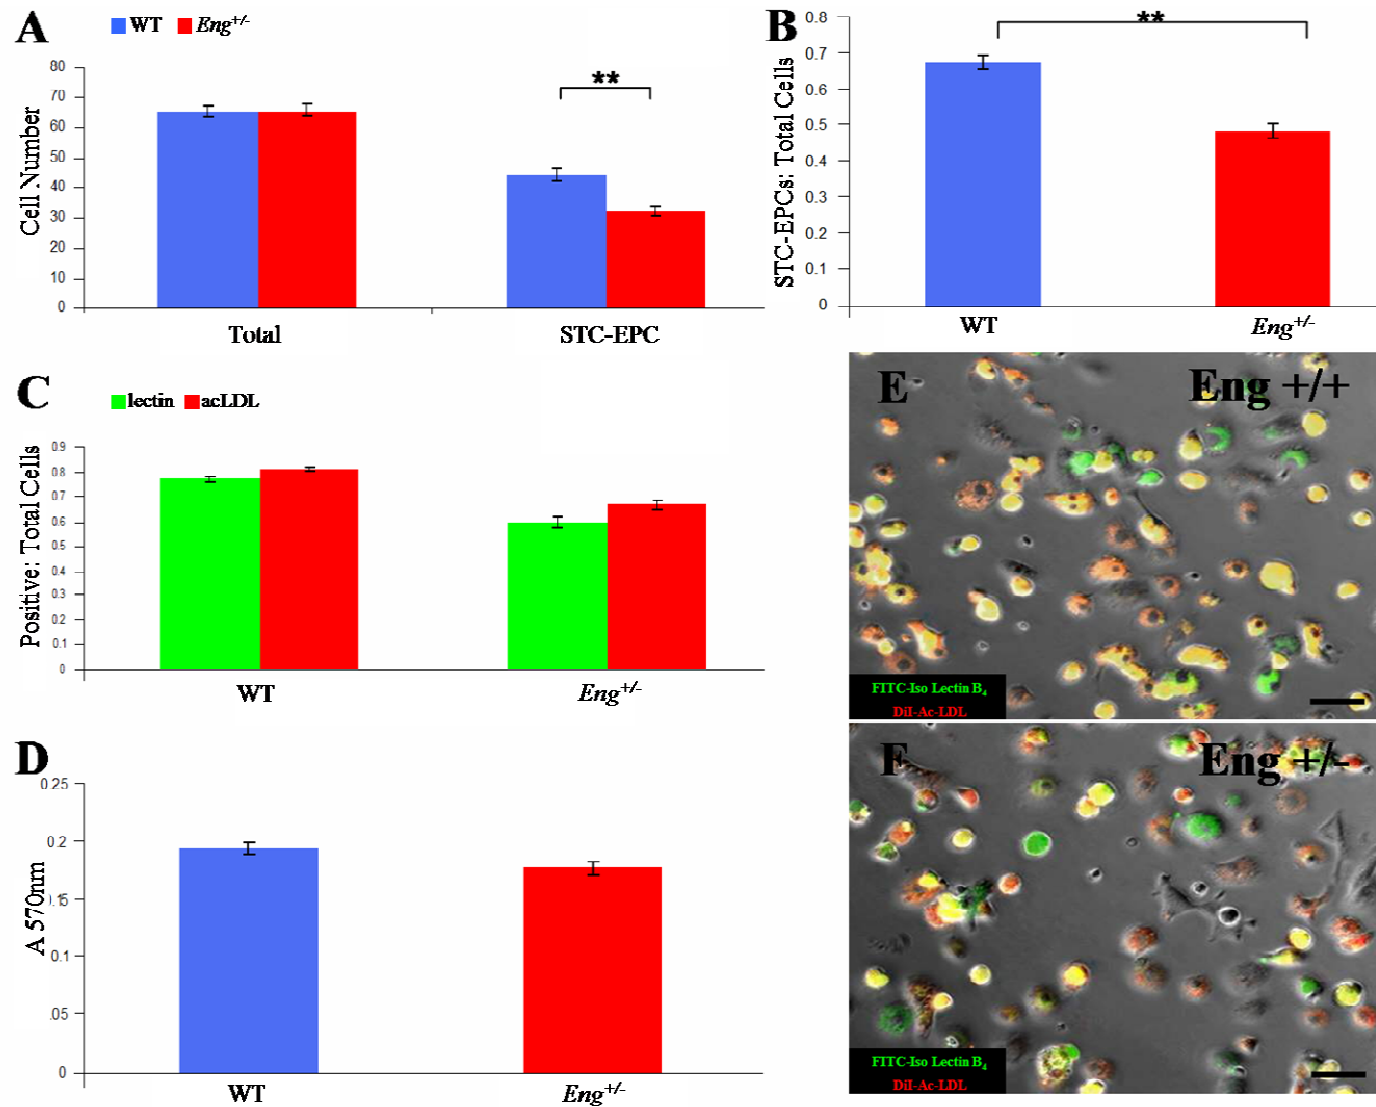 A
WT Eng+/-
80
70
60
50
40
30
20
10
0
Cell Number
**
Total STC-EPC
B
0.8
0.7
0.6
0.5
0.4
0.3
0.2
0.1
0
STC-EPCs: Total Cells
**
WT Eng+/-
C
lectin acLDL
0.9
0.8
0.7
0.6
0.5
0.4
0.3
0.2
0.1
0
Positive: Total Cells
WT Eng+/-
D
0.25
0.2
.15
0.1
.05
0
A 570nm
WT Eng+/-
E Eng +/+
FITC-Iso Lectin B4
DiI-Ac-LDL
F Eng +/-
FITC-Iso Lectin B4
DiI-Ac-LDL